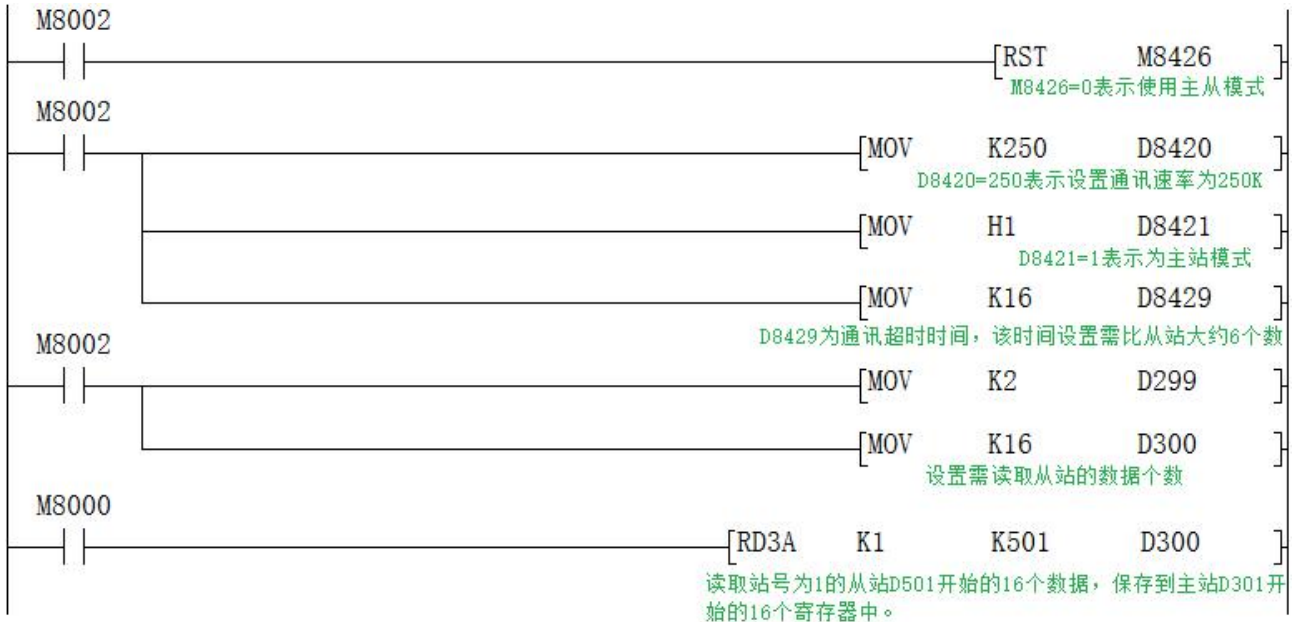 M8002
RST M8426
M8426=0表示使用主从模式
M8002
MOV K250 D8420
D8420=250表示设置通讯速率为250K
MOV H1 D8421
D8421=1表示为主站模式
MOV K16 D8429
D8429为通讯超时时间，该时间设置需比从站大约6个数
M8002
MOV K2 D299
MOV K16 D300
设置需读取从站的数据个数
M8000
RD3A K1 K501 D300
读取站号为1的从站D501开始的16个数据，保存到主站D301开
始的16个寄存器中。